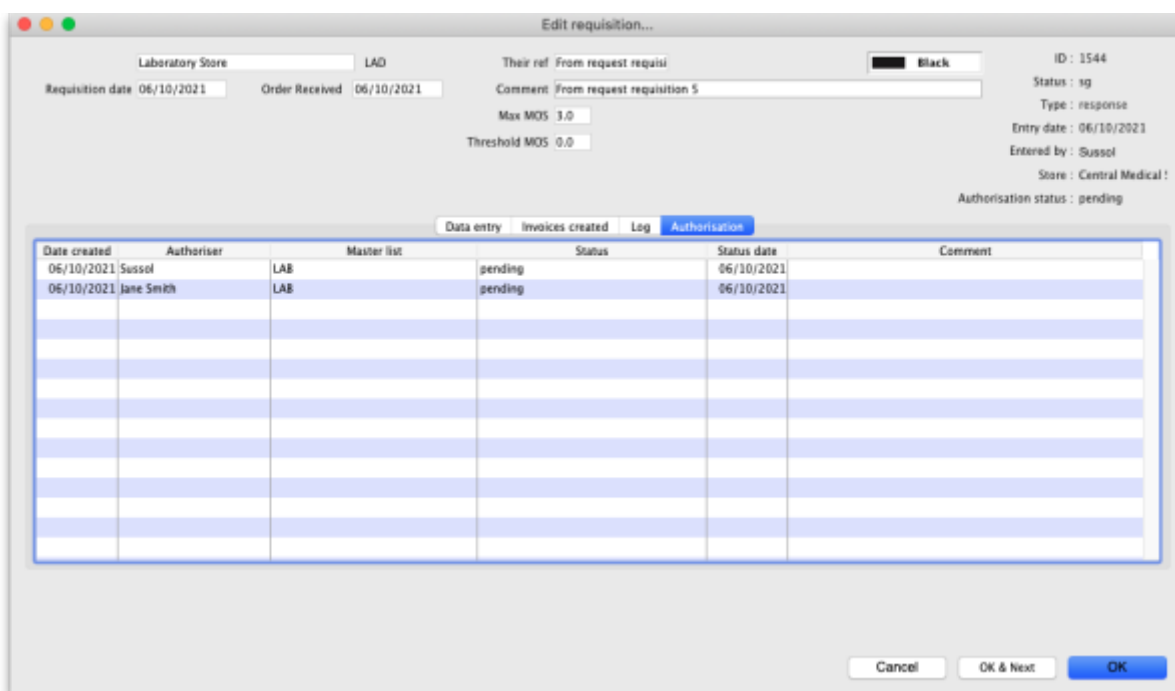 Edit requisition...
Laboratory Store LAD Their ref From request requisi Black ID : 1544
Requisition date 06/10/2021 Order Received 06/10/2021 Comment From request requisition 5 Status : sg
Max MOS 3.0 Type : response
Threshold MOS 0.0 Entry date : 06/10/2021
Entered by : Sussol
Store : Central Medical
Authorisation status : pending
Data entry Invoices created Log Authorisation
Date created Authoriser Master list Status Status date Comment
06/10/2021 Sussol LAB pending 06/10/2021
06/10/2021 Jane Smith LAB pending 06/10/2021
Cancel OK & Next OK